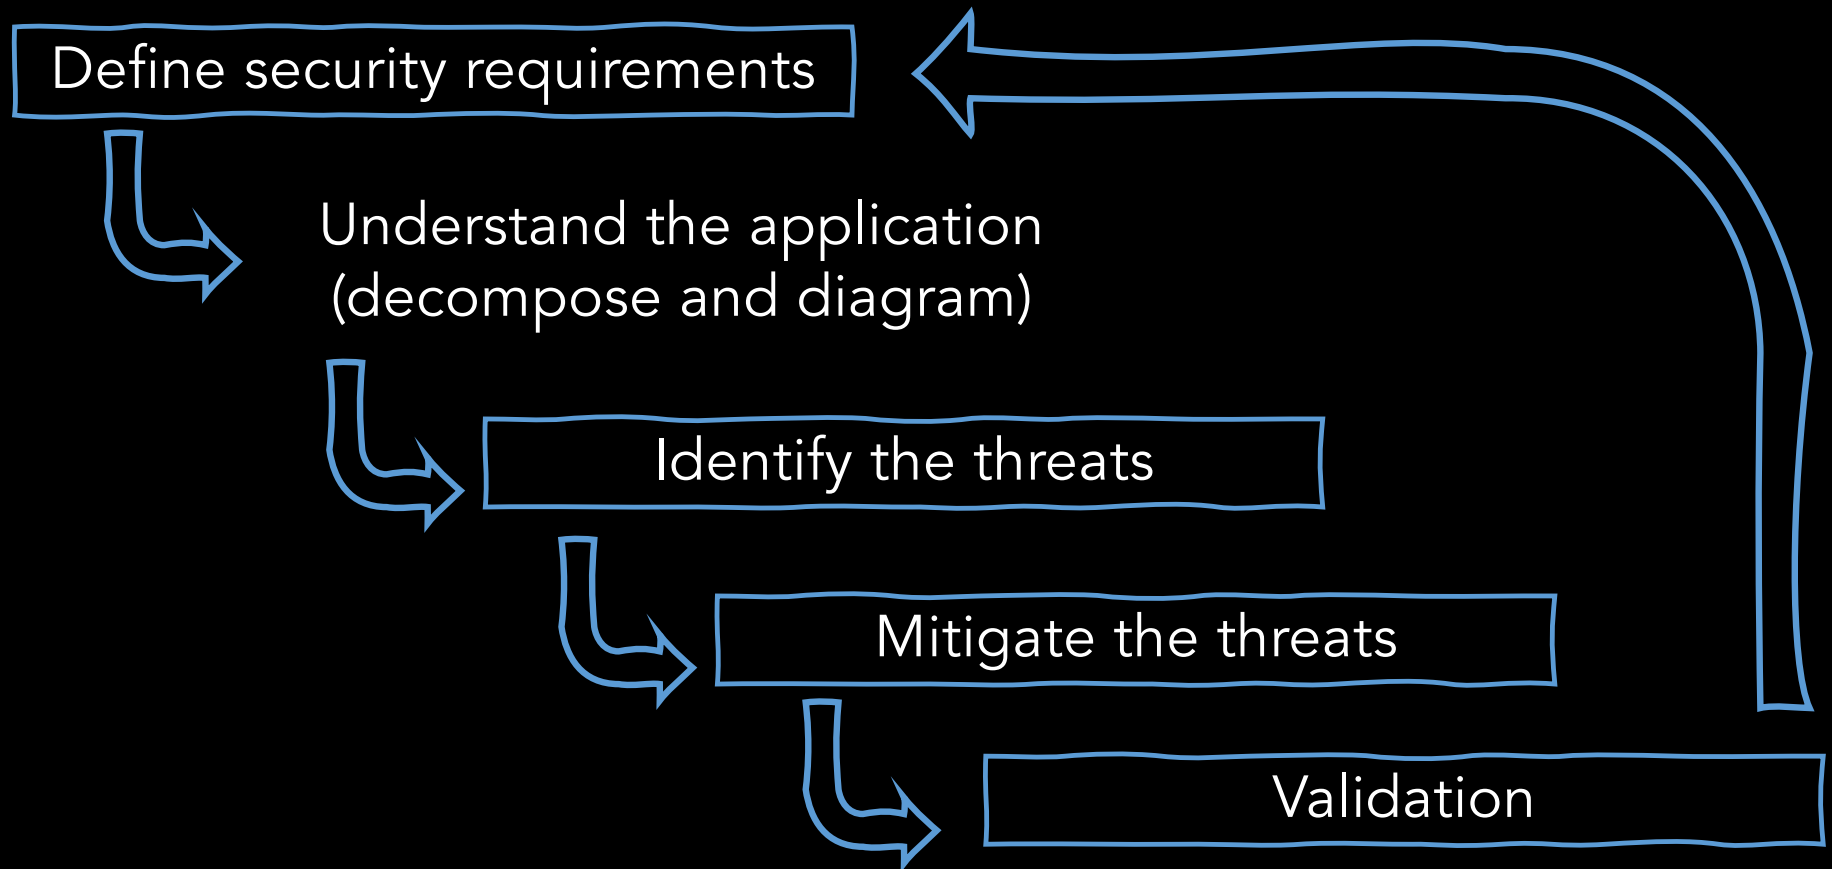 Define security requirements
Understand the application
(decompose and diagram)
Identify the threats
Mitigate the threats
Validation